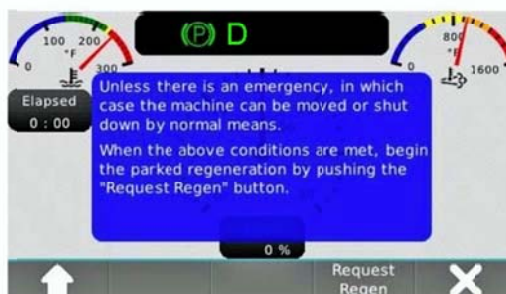 (P) D
100 200
°F
0 300
800
°F
0 1600
Elapsed
0 : 00
Unless there is an emergency, in which
case the machine can be moved or shut
down by normal means.
When the above conditions are met, begin
the parked regeneration by pushing the
"Request Regen" button.
0 %
Request
Regen